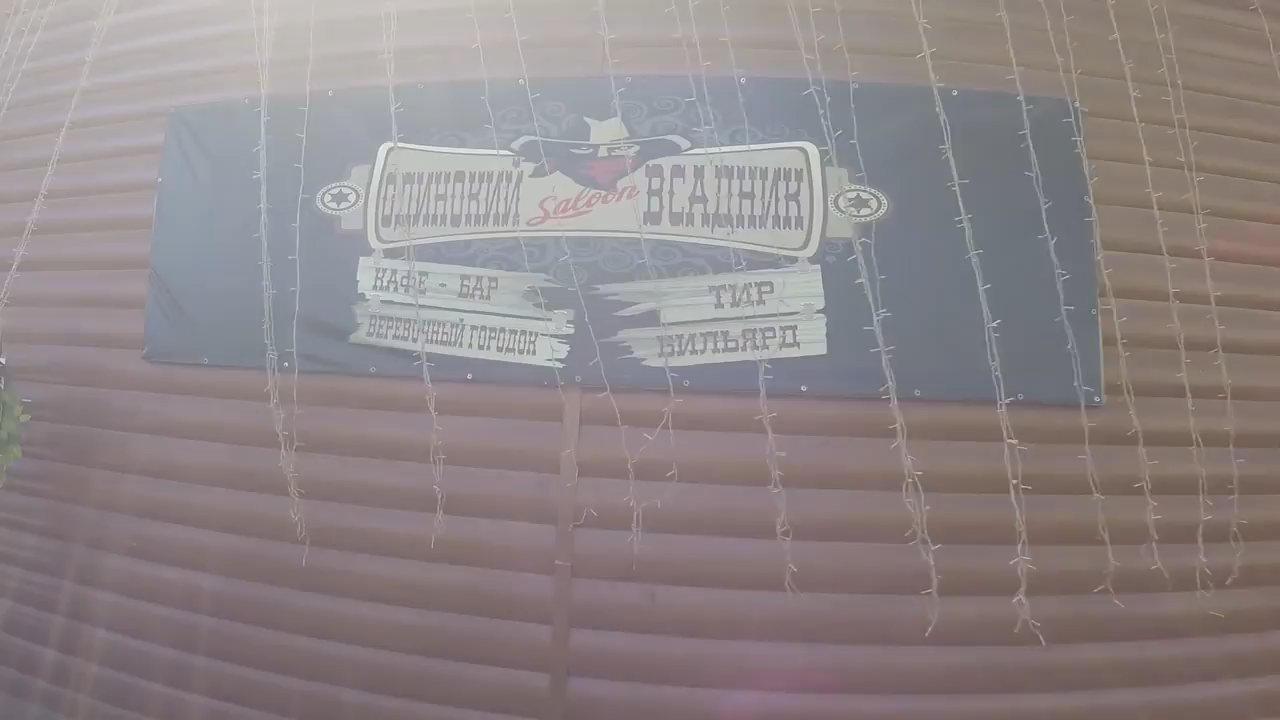 ОДИНОКИЙ Saloon ВСАДНИК
КАФЕ - БАР
ВЕРЕВОЧНЫЙ ГОРОДОК
ТИР
БИЛЬЯРД